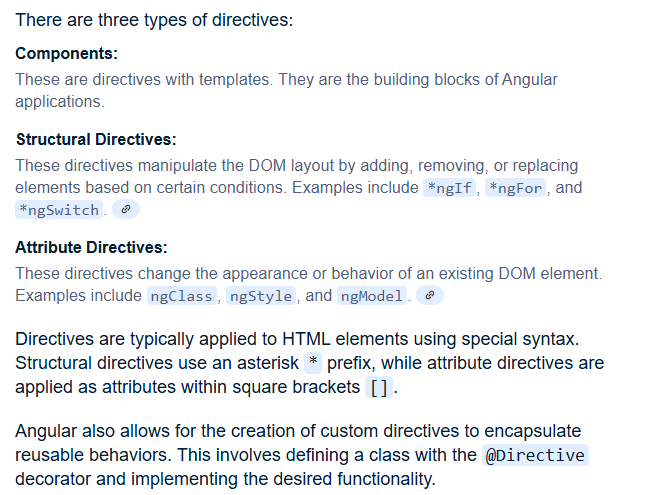 There are three types of directives:
Components:
These are directives with templates. They are the building blocks of Angular
applications.
Structural Directives:
These directives manipulate the DOM layout by adding, removing, or replacing
elements based on certain conditions. Examples include *ngIf, *ngFor, and
*ngSwitch.
Attribute Directives:
These directives change the appearance or behavior of an existing DOM element.
Examples include ngClass, ngStyle, and ngModel.
Directives are typically applied to HTML elements using special syntax.
Structural directives use an asterisk * prefix, while attribute directives are
applied as attributes within square brackets [].
Angular also allows for the creation of custom directives to encapsulate
reusable behaviors. This involves defining a class with the @Directive
decorator and implementing the desired functionality.